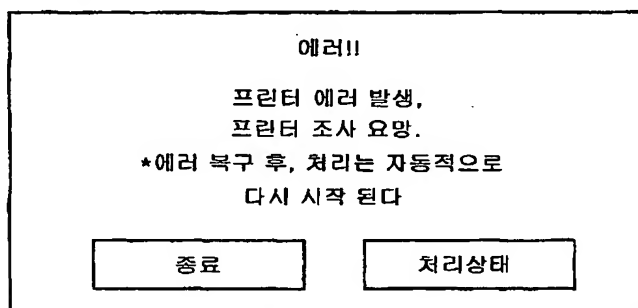 에러!!
프린터 에러 발생,
프린터 조사 요망.
*에러 복구 후, 처리는 자동적으로
다시 시작 된다
종료
처리상태